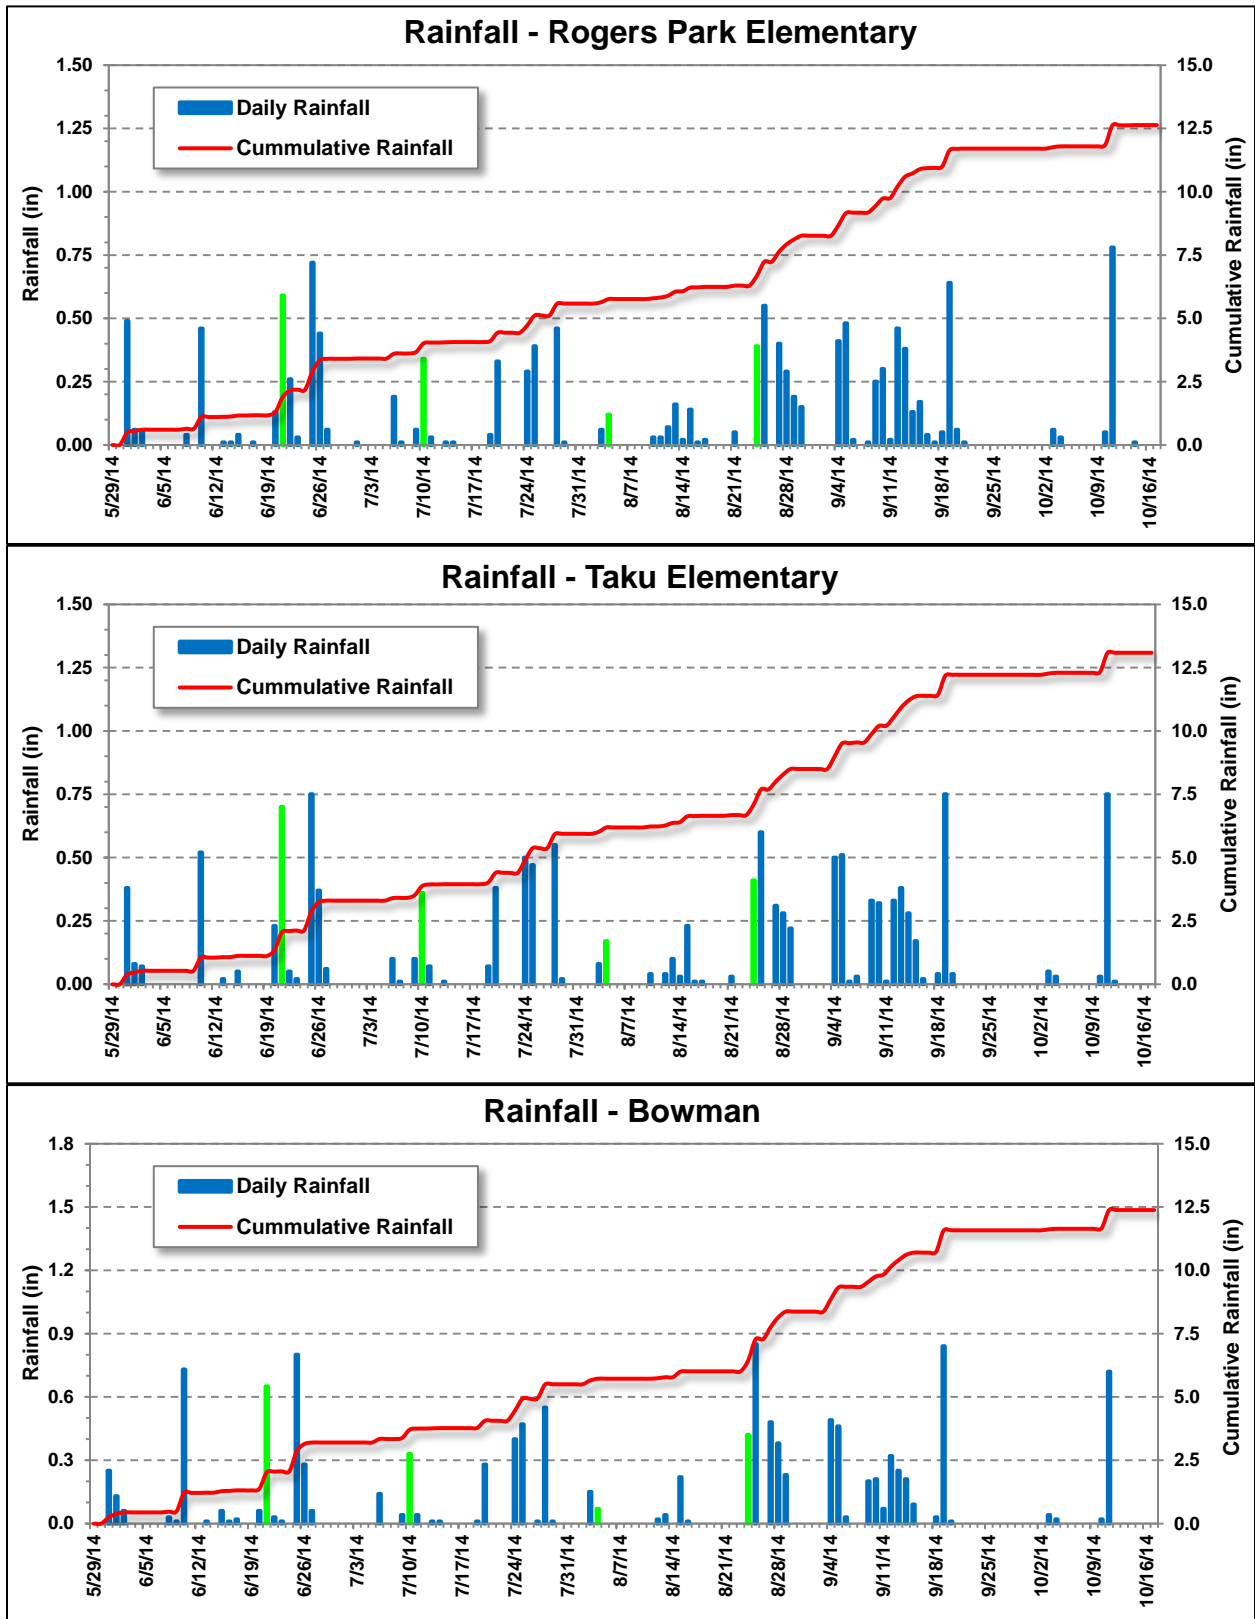 Rainfall - Rogers Park Elementary
1.50
1.25
1.00
0.75
0.50
0.25
0.00
Rainfall (in)
Daily Rainfall
Cummulative Rainfall
15.0
12.5
10.0
7.5
5.0
2.5
0.0
Cumulative Rainfall (in)
5/29/14 6/5/14 6/12/14 6/19/14 6/26/14 7/3/14 7/10/14 7/17/14 7/24/14 7/31/14 8/7/14 8/14/14 8/21/14 8/28/14 9/4/14 9/11/14 9/18/14 9/25/14 10/2/14 10/9/14 10/16/14
Rainfall - Taku Elementary
1.50
1.25
1.00
0.75
0.50
0.25
0.00
Rainfall (in)
Daily Rainfall
Cummulative Rainfall
15.0
12.5
10.0
7.5
5.0
2.5
0.0
Cumulative Rainfall (in)
5/29/14 6/5/14 6/12/14 6/19/14 6/26/14 7/3/14 7/10/14 7/17/14 7/24/14 7/31/14 8/7/14 8/14/14 8/21/14 8/28/14 9/4/14 9/11/14 9/18/14 9/25/14 10/2/14 10/9/14 10/16/14
Rainfall - Bowman
1.8
1.5
1.2
0.9
0.6
0.3
0.0
Rainfall (in)
Daily Rainfall
Cummulative Rainfall
15.0
12.5
10.0
7.5
5.0
2.5
0.0
Cumulative Rainfall (in)
5/29/14 6/5/14 6/12/14 6/19/14 6/26/14 7/3/14 7/10/14 7/17/14 7/24/14 7/31/14 8/7/14 8/14/14 8/21/14 8/28/14 9/4/14 9/11/14 9/18/14 9/25/14 10/2/14 10/9/14 10/16/14